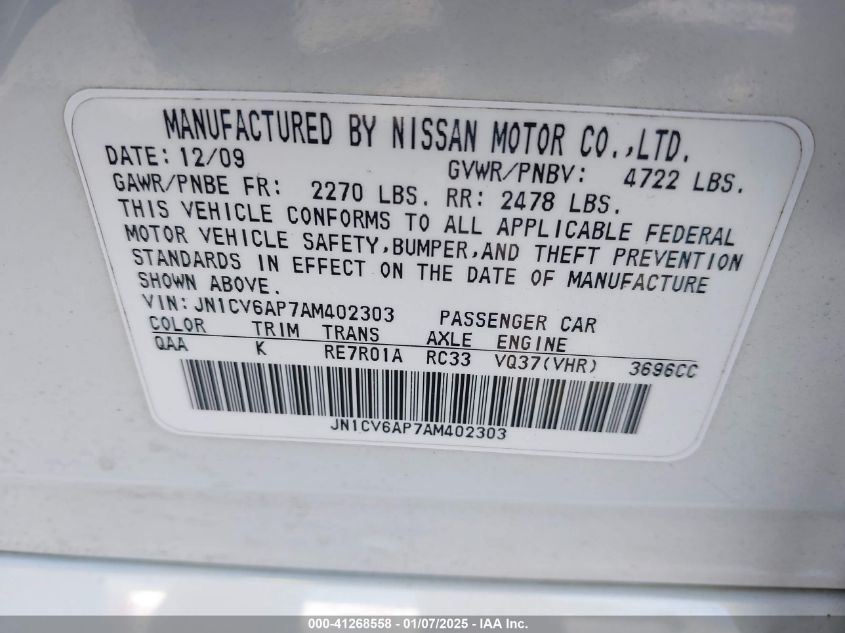 MANUFACTURED BY NISSAN MOTOR CO.,LTD.
DATE: 12/09 GVWR/PNBV: 4722 LBS.
GAWR/PNBE FR: 2270 LBS. RR: 2478 LBS.
THIS VEHICLE CONFORMS TO ALL APPLICABLE FEDERAL
MOTOR VEHICLE SAFETY,BUMPER,AND THEFT PREVENTION
STANDARDS IN EFFECT ON THE DATE OF MANUFACTURE
SHOWN ABOVE.
VIN: JN1CV6AP7AM402303 PASSENGER CAR
COLOR TRIM TRANS AXLE ENGINE
QAA K RE7R01A RC33 VQ37(VHR) 3696CC
JN1CV6AP7AM402303
000-41268558 — 01/07/2025 - IAA Inc.